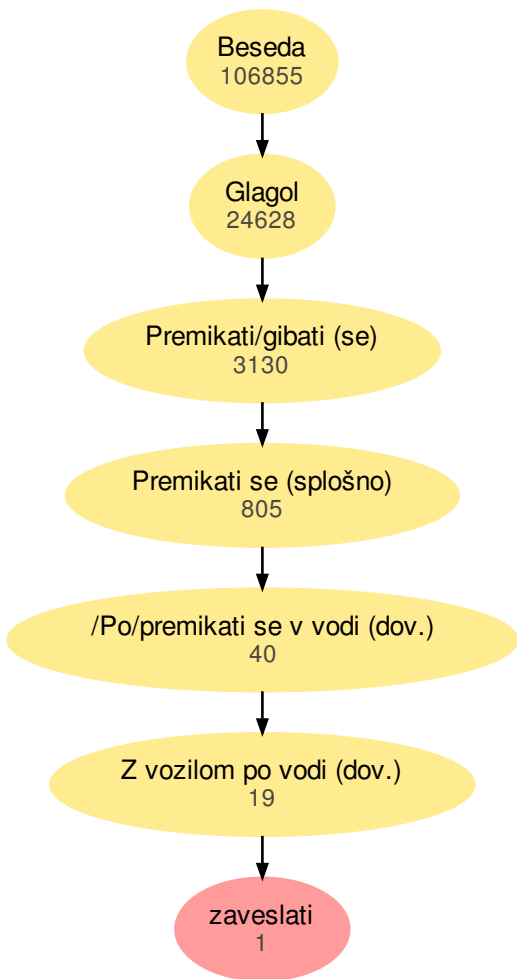 Beseda
106855
Glagol
24628
Premikati/gibati (se)
3130
Premikati se (splošno)
805
/Po/premikati se v vodi (dov.)
40
Z vozilom po vodi (dov.)
19
zaveslati
1